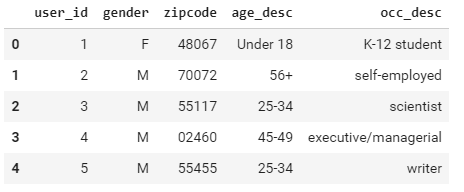 user_id gender zipcode age_desc occ_desc
0 1 F 48067 Under 18 K-12 student
1 2 M 70072 56+ self-employed
2 3 M 55117 25-34 scientist
3 4 M 02460 45-49 executive/managerial
4 5 M 55455 25-34 writer